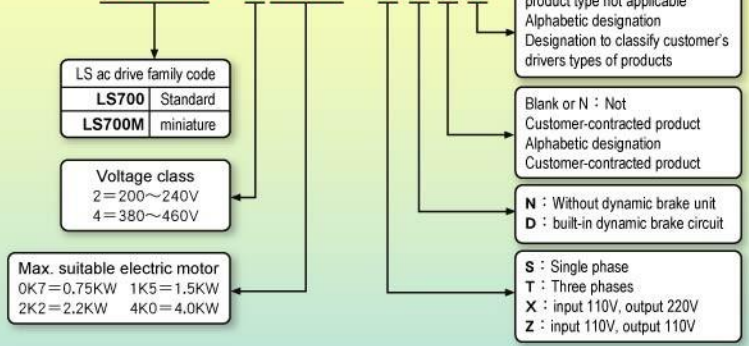 product type not applicable
Alphabetic designation
Designation to classify customer's
drivers types of products
LS ac drive family code
LS700 Standard
LS700M miniature
Blank or N : Not
Customer-contracted product
Alphabetic designation
Customer-contracted product
Voltage class
2=200~240V
4=380~460V
N : Without dynamic brake unit
D : built-in dynamic brake circuit
Max. suitable electric motor
0K7=0.75KW 1K5=1.5KW
2K2=2.2KW 4K0=4.0KW
S : Single phase
T : Three phases
X : input 110V, output 220V
Z : input 110V, output 110V